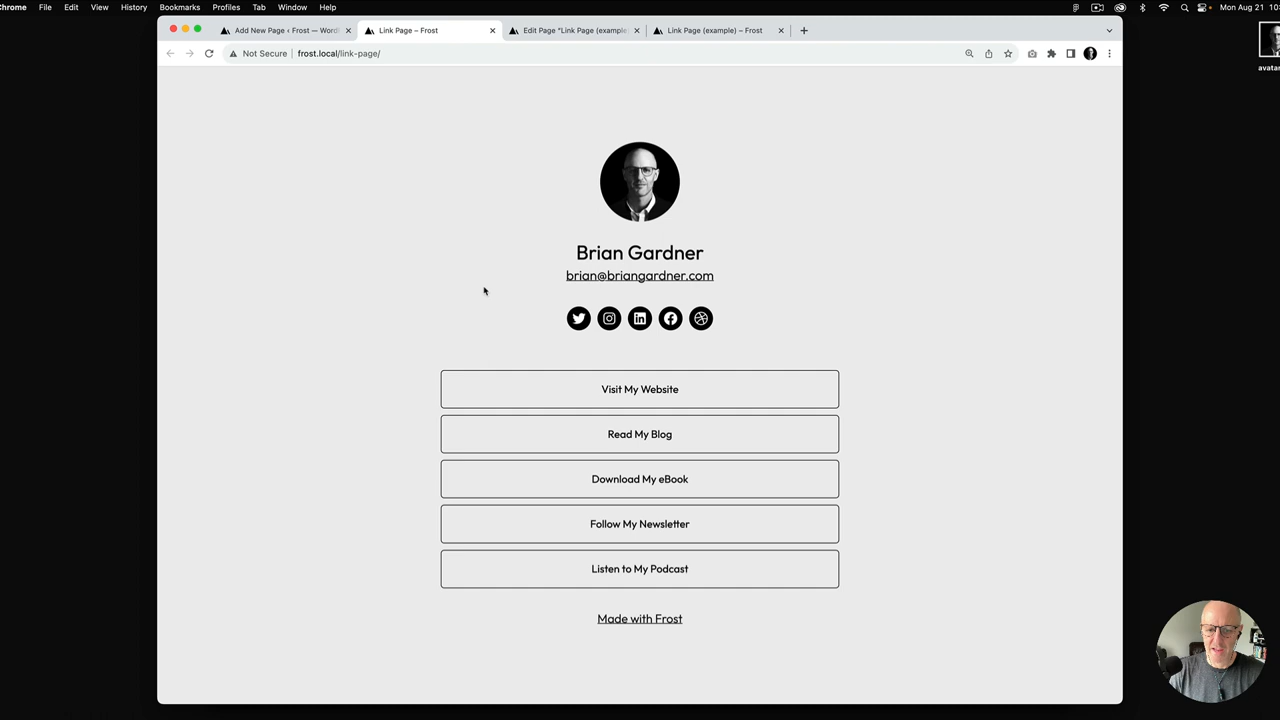 Chrome File Edit View History Bookmarks Profiles Tab Window Help
Mon Aug 21
Add New Page ‹ Frost — Word
Link Page – Frost
Edit Page "Link Page (example
Link Page (example) – Frost
Not Secure frost.local/link-page/
avatar
Brian Gardner
brian@briangardner.com
Visit My Website
Read My Blog
Download My eBook
Follow My Newsletter
Listen to My Podcast
Made with Frost